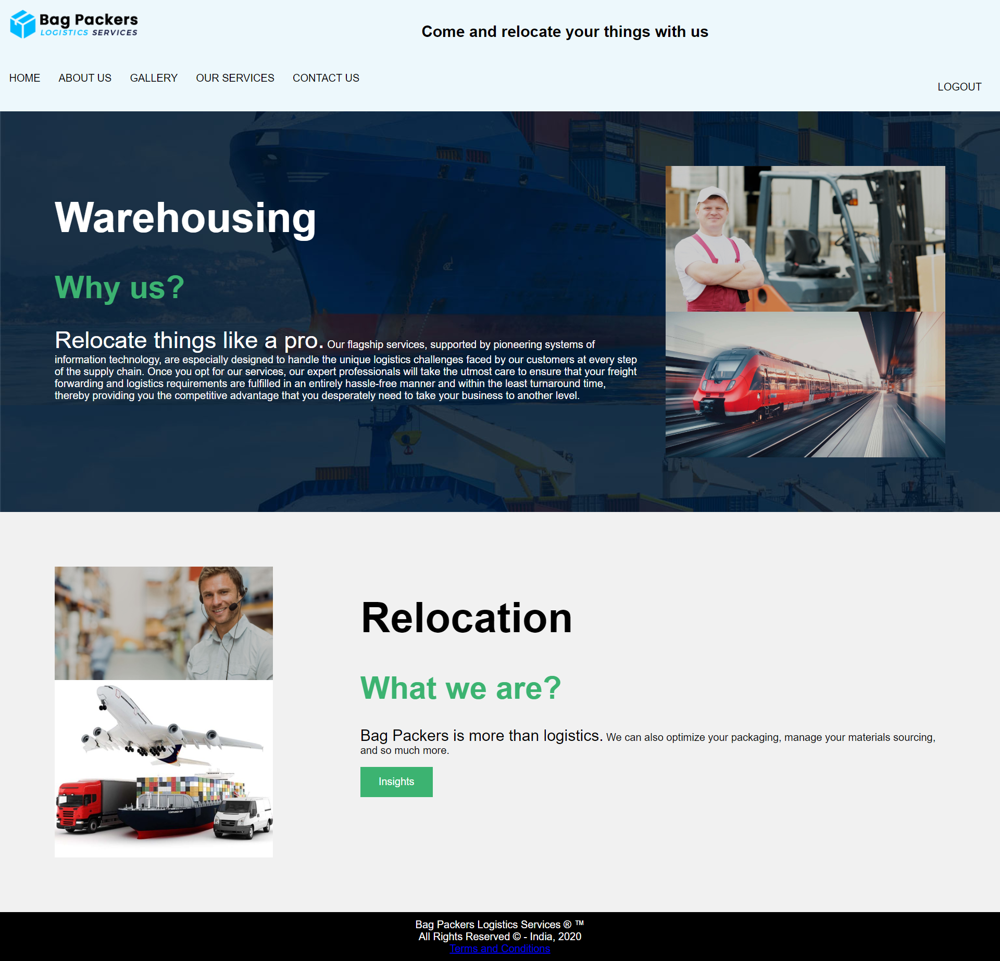 Bag Packers
LOGISTICS SERVICES
Come and relocate your things with us
HOME ABOUT US GALLERY OUR SERVICES CONTACT US
LOGOUT
Warehousing
Why us?
Relocate things like a pro. Our flagship services, supported by pioneering systems of
information technology, are especially designed to handle the unique logistics challenges faced by our customers at every step
of the supply chain. Once you opt for our services, our expert professionals will take the utmost care to ensure that your freight
forwarding and logistics requirements are fulfilled in an entirely hassle-free manner and within the least turnaround time,
thereby providing you the competitive advantage that you desperately need to take your business to another level.
Relocation
What we are?
Bag Packers is more than logistics. We can also optimize your packaging, manage your materials sourcing,
and so much more.
Insights
CONTAINER SHIP
Bag Packers Logistics Services ® ™
All Rights Reserved © - India, 2020
Terms and Conditions